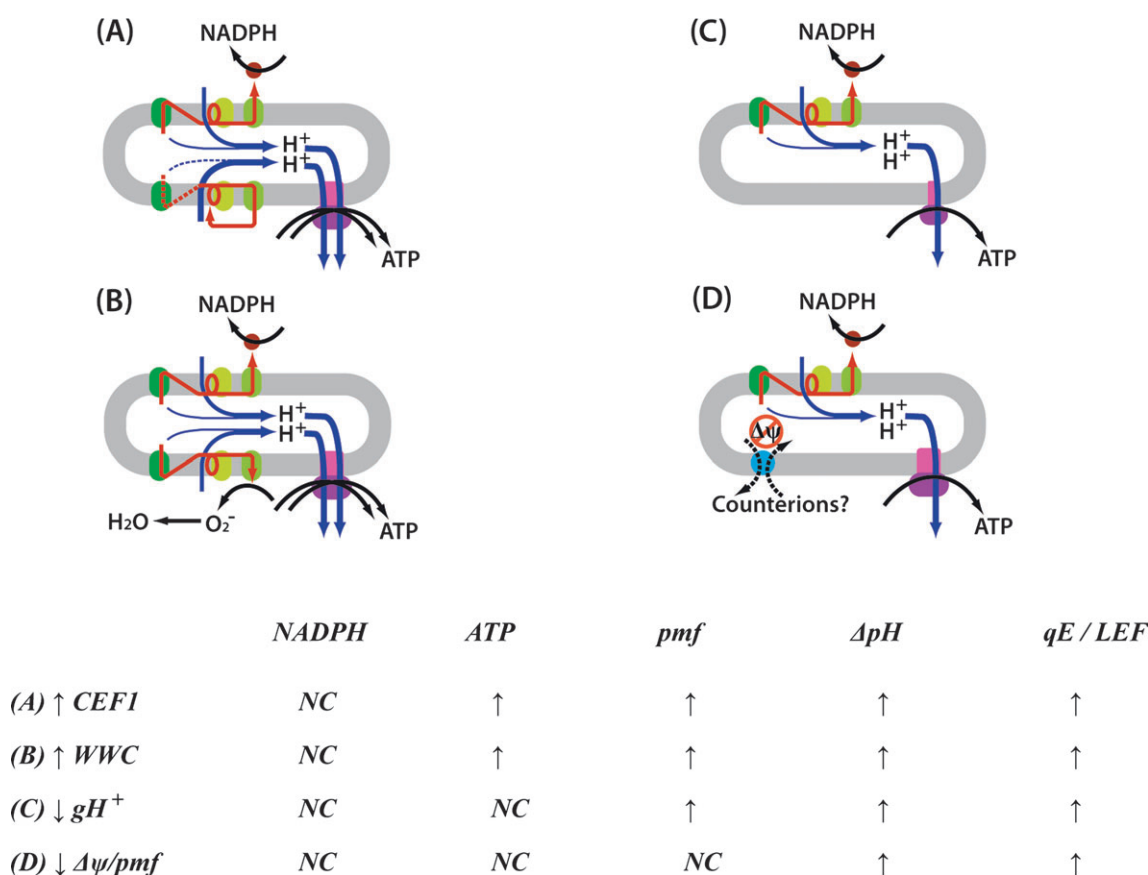 (A)
NADPH
H+
H+
ATP
(C)
NADPH
H+
H+
ATP
(B)
NADPH
H+
H+
H2O
O2-
ATP
(D)
NADPH
H+
H+
Δψ
Counterions?
ATP
NADPH ATP pmf ΔpH qE / LEF
(A) ↑ CEF1 NC ↑ ↑ ↑ ↑
(B) ↑ WWC NC ↑ ↑ ↑ ↑
(C) ↓ gH+ NC NC ↑ ↑ ↑
(D) ↓ Δψ/pmf NC NC NC ↑ ↑